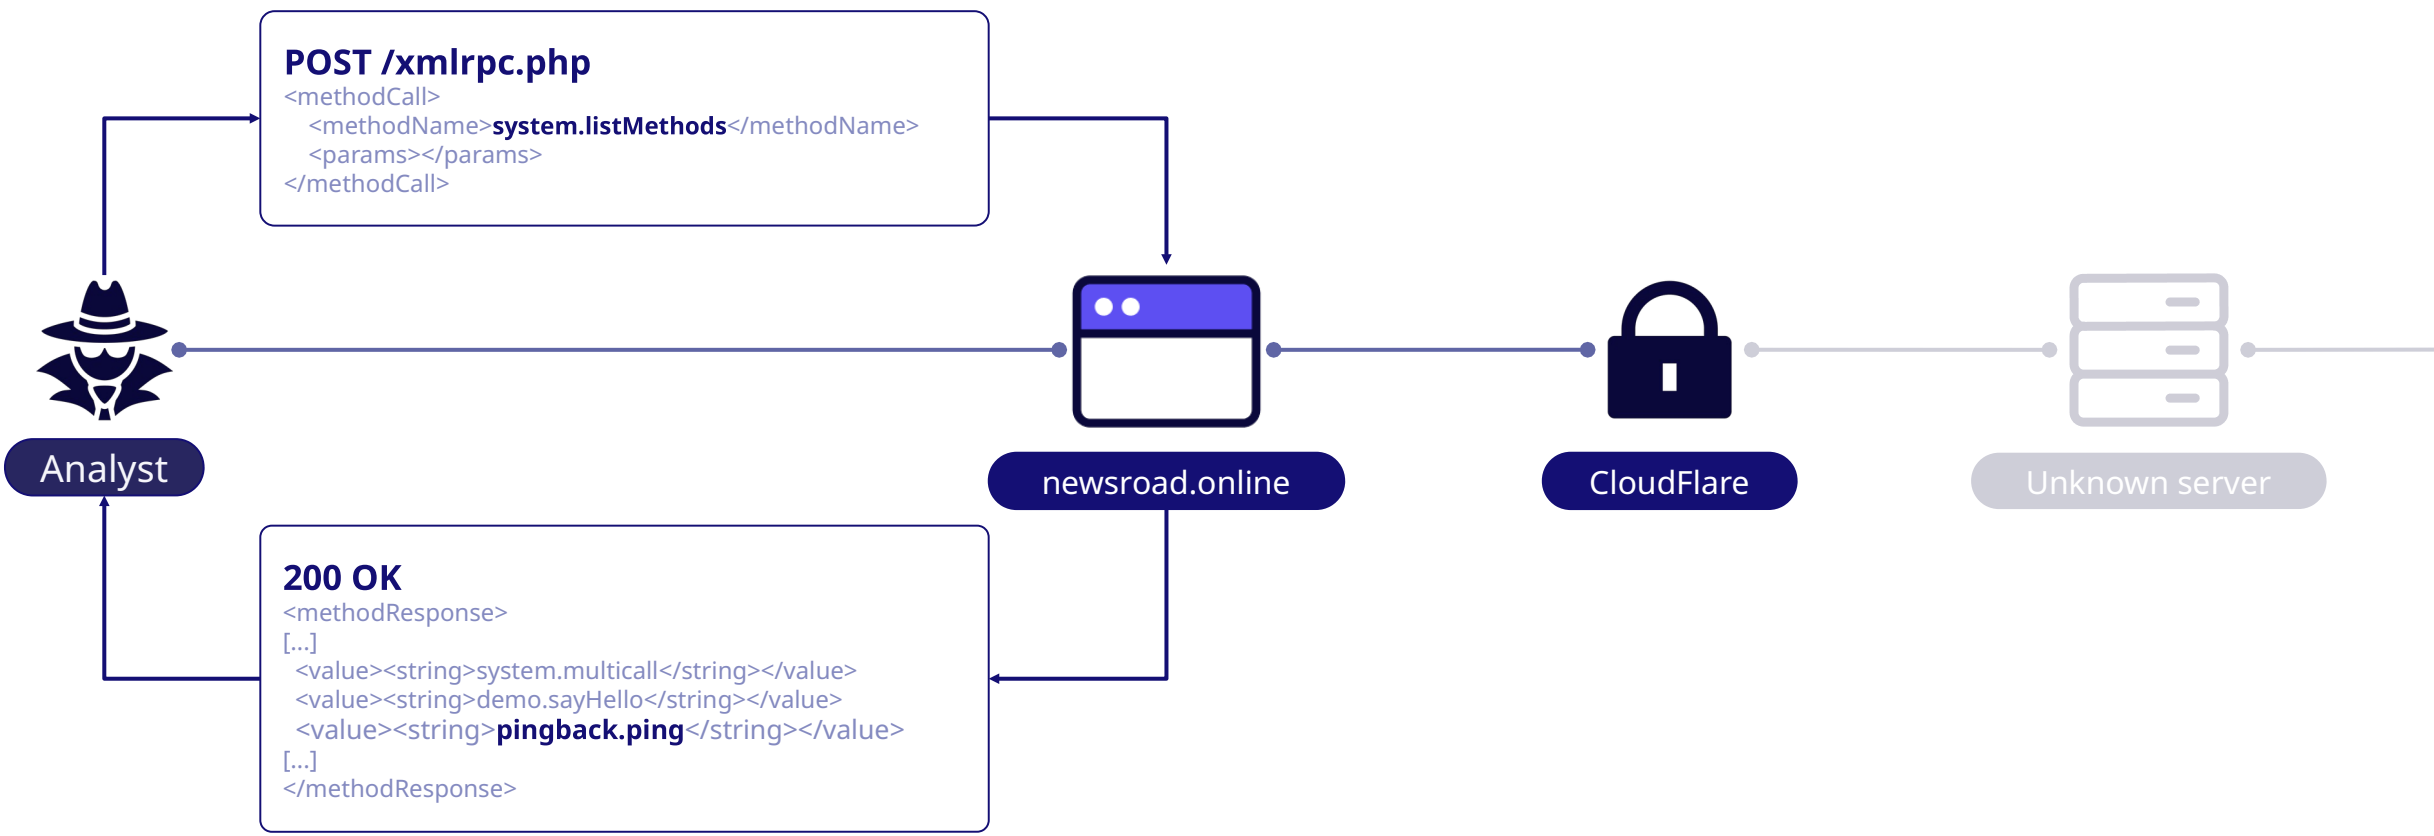 POST /xmlrpc.php
<methodCall>
<methodName>system.listMethods</methodName>
<params></params>
</methodCall>
Analyst
newsroad.online
CloudFlare
Unknown server
200 OK
<methodResponse>
[...]
<value><string>system.multicall</string></value>
<value><string>demo.sayHello</string></value>
<value><string>pingback.ping</string></value>
[...]
</methodResponse>